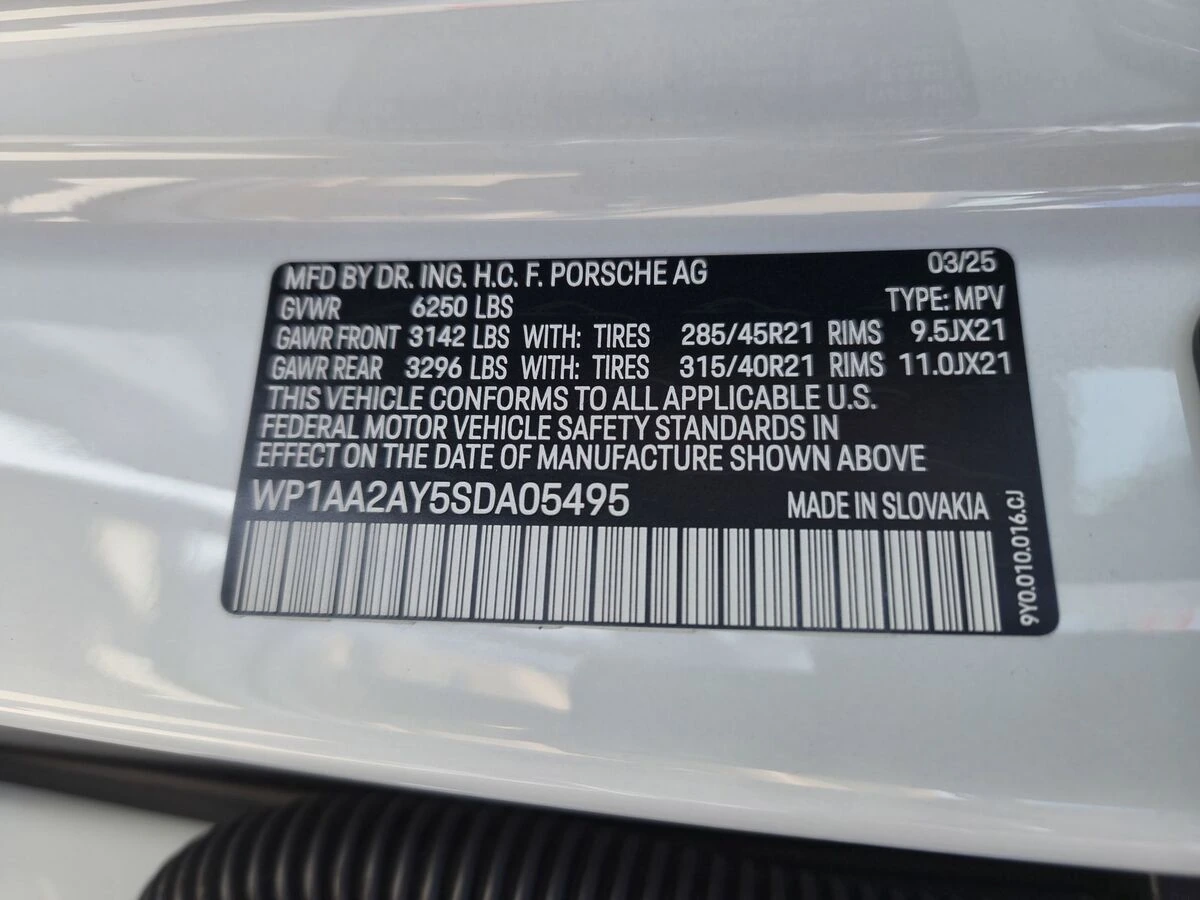 MFD BY DR. ING. H.C. F. PORSCHE AG 03/25
GVWR 6250 LBS TYPE: MPV
GAWR FRONT 3142 LBS WITH: TIRES 285/45R21 RIMS 9.5JX21
GAWR REAR 3296 LBS WITH: TIRES 315/40R21 RIMS 11.0JX21
THIS VEHICLE CONFORMS TO ALL APPLICABLE U.S.
FEDERAL MOTOR VEHICLE SAFETY STANDARDS IN
EFFECT ON THE DATE OF MANUFACTURE SHOWN ABOVE
WP1AA2AY5SDA05495 MADE IN SLOVAKIA
9Y0.010.016.CJ